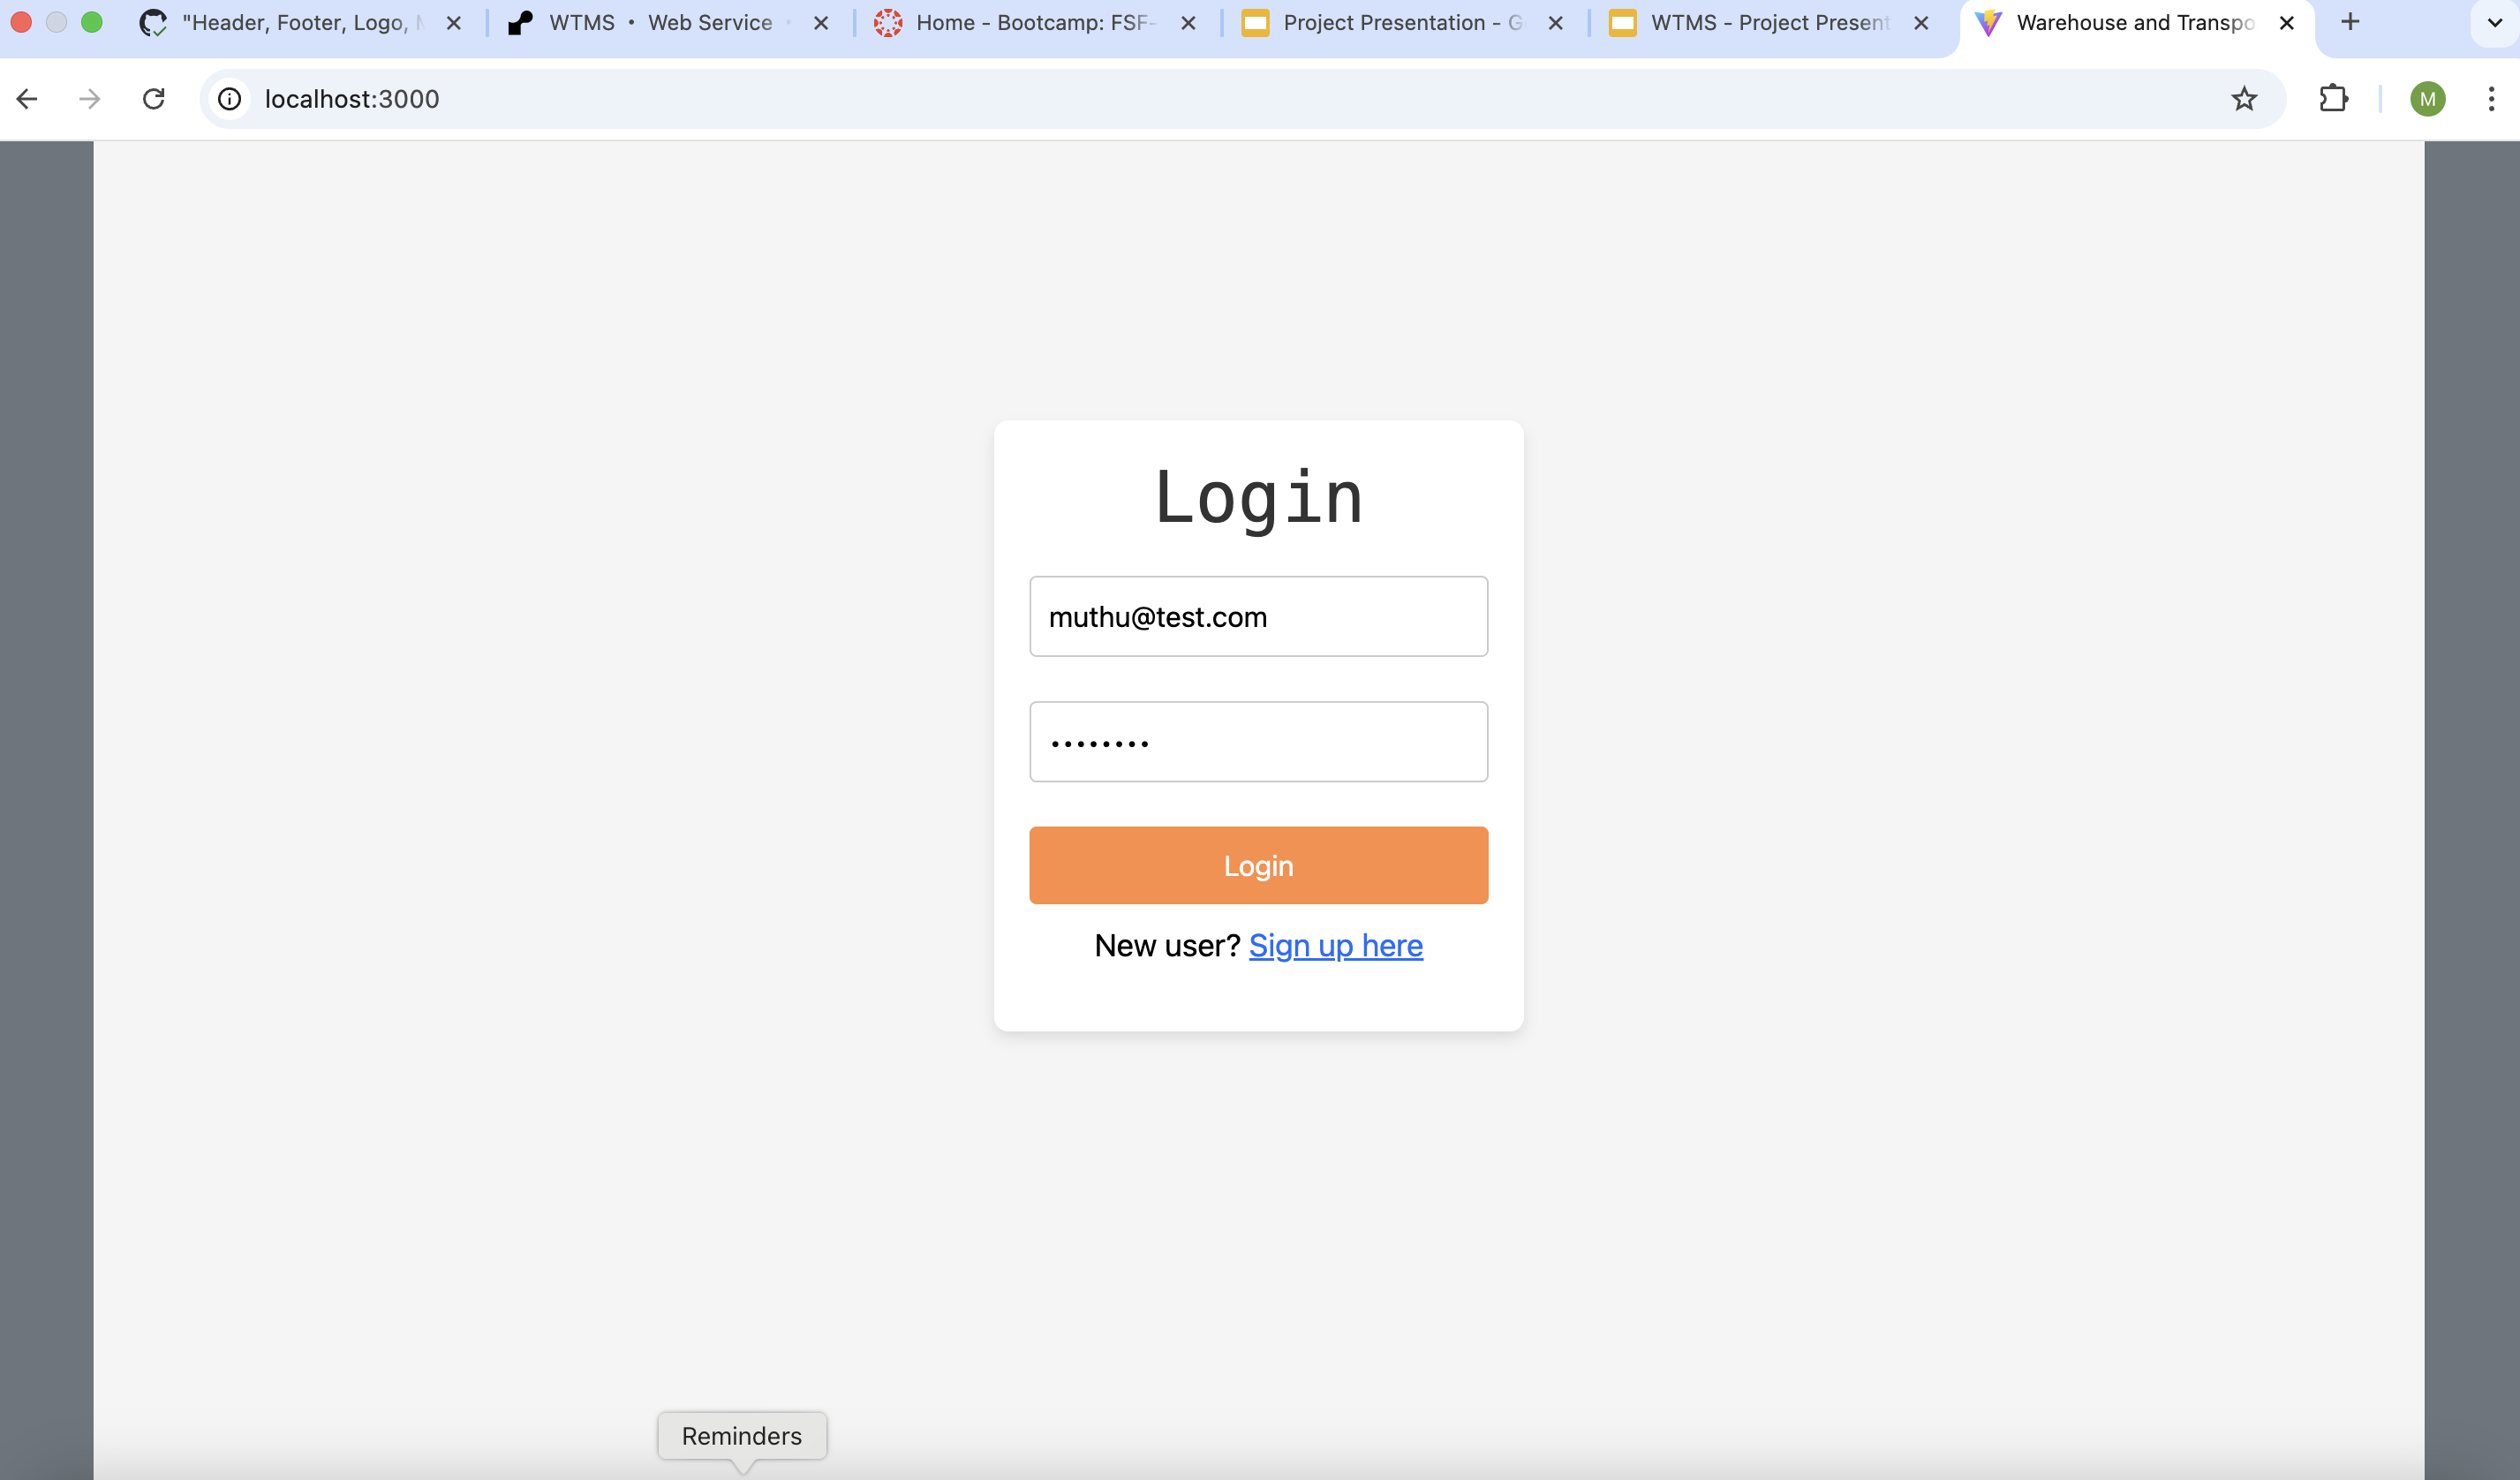 "Header, Footer, Logo,
WTMS • Web Service
Home - Bootcamp: FSF-
Project Presentation - G
WTMS - Project Present
Warehouse and Transpo
localhost:3000
M
Login
muthu@test.com
••••••••
Login
New user? Sign up here
Reminders